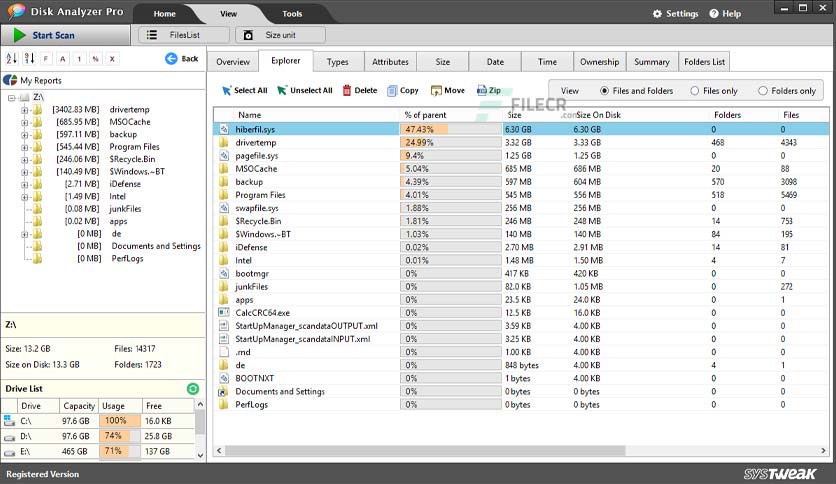 Disk Analyzer Pro
Home View Tools
Settings Help
Start Scan FilesList Size unit
F A 1 % X Back
My Reports
Z:\
[3402.83 MB] drivertemp
[685.95 MB] MSOCache
[597.11 MB] backup
[545.44 MB] Program Files
[246.06 MB] $Recycle.Bin
[140.49 MB] $Windows.~BT
[2.71 MB] iDefense
[1.49 MB] Intel
[0.08 MB] junkFiles
[0.02 MB] apps
[0 MB] de
[0 MB] Documents and Settings
[0 MB] PerfLogs
Z:\
Size: 13.2 GB Files: 14317
Size on Disk: 13.3 GB Folders: 1723
Drive List
Drive Capacity Usage Free
C:\ 97.6 GB 100% 16.0 KB
D:\ 97.6 GB 74% 25.8 GB
E:\ 465 GB 71% 137 GB
Overview Explorer Types Attributes Size Date Time Ownership Summary Folders List
Select All Unselect All Delete Copy Move Zip View Files and Folders Files only Folders only
FILECR
.com
Name % of parent Size Size On Disk Folders Files
hiberfil.sys 47.43% 6.30 GB 6.30 GB 0 0
drivertemp 24.99% 3.32 GB 3.33 GB 468 4343
pagefile.sys 9.4% 1.25 GB 1.25 GB 0 0
MSOCache 5.04% 685 MB 686 MB 20 88
backup 4.39% 597 MB 604 MB 570 3098
Program Files 4.01% 545 MB 556 MB 518 5469
swapfile.sys 1.88% 256 MB 256 MB 0 0
$Recycle.Bin 1.81% 246 MB 248 MB 14 753
$Windows.~BT 1.03% 140 MB 140 MB 84 195
iDefense 0.02% 2.70 MB 2.91 MB 14 81
Intel 0.01% 1.48 MB 1.50 MB 4 7
bootmgr 0% 417 KB 420 KB 0 0
junkFiles 0% 82.0 KB 1.05 MB 0 272
apps 0% 23.5 KB 24.0 KB 0 1
CalcCRC64.exe 0% 12.5 KB 16.0 KB 0 0
StartUpManager_scandataOUTPUT.xml 0% 3.59 KB 4.00 KB 0 0
StartUpManager_scandataINPUT.xml 0% 3.25 KB 4.00 KB 0 0
.rnd 0% 1.00 KB 4.00 KB 0 0
de 0% 848 bytes 4.00 KB 4 1
BOOTNXT 0% 1 bytes 4.00 KB 0 0
Documents and Settings 0% 0 bytes 0 bytes 0 0
PerfLogs 0% 0 bytes 0 bytes 0 0
Registered Version
SYSTWEAK